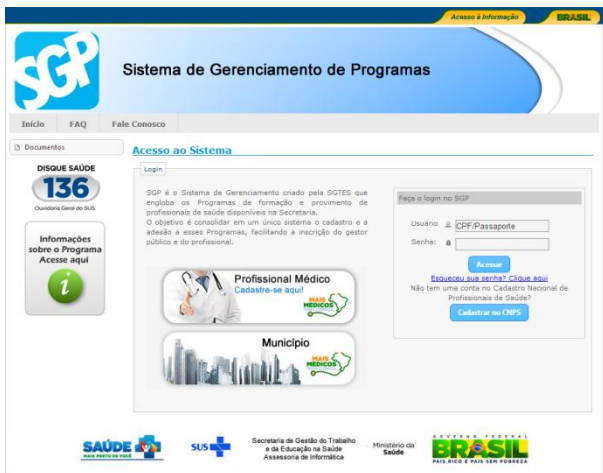 Acesso à Informação
BRASIL
SGP
Sistema de Gerenciamento de Programas
Início FAQ Fale Conosco
Documentos
DISQUE SAÚDE
136
Ouvidoria Geral do SUS.
Informações
sobre o Programa
Acesse aqui
i
Acesso ao Sistema
Login
SGP é o Sistema de Gerenciamento criado pela SGTES que
engloba os Programas de formação e provimento de
profissionais de saúde disponíveis na Secretaria.
O objetivo é consolidar em um único sistema o cadastro e a
adesão a esses Programas, facilitando a inscrição do gestor
público e do profissional.
Profissional Médico
Cadastre-se aqui!
MAIS
MÉDICOS
Município
MAIS
MÉDICOS
Faça o login no SGP
Usuário CPF/Passaporte
Senha:
Acessar
Esqueceu sua senha? Clique aqui
Não tem uma conta no Cadastro Nacional de
Profissionais de Saúde?
Cadastrar no CNPS
SAÚDE
MAIS PERTO DE VOCÊ
SUS
Secretaria de Gestão do Trabalho
e da Educação na Saúde
Assessoria de Informática
Ministério da
Saúde
GOVERNO FEDERAL
BRASIL
PAÍS RICO É PAÍS SEM POBREZA